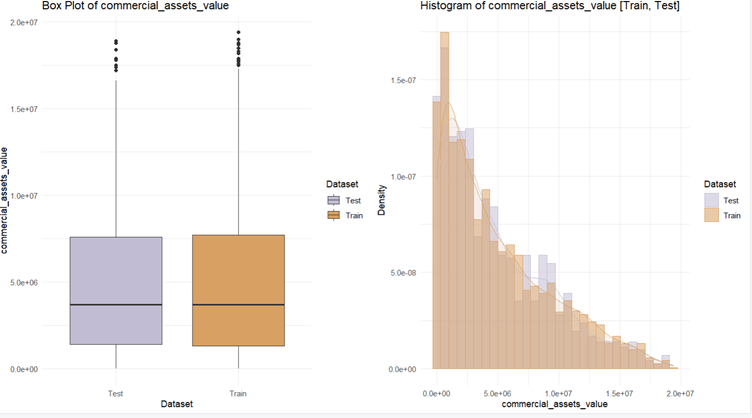 Box Plot of commercial_assets_value
2.0e+07
1.5e+07
1.0e+07
5.0e+06
0.0e+00
commercial_assets_value
Test
Train
Dataset
Dataset
Test
Train
Histogram of commercial_assets_value [Train, Test]
1.5e-07
1.0e-07
5.0e-08
0.0e+00
Density
0.0e+00
5.0e+06
1.0e+07
1.5e+07
2.0e+07
commercial_assets_value
Dataset
Test
Train